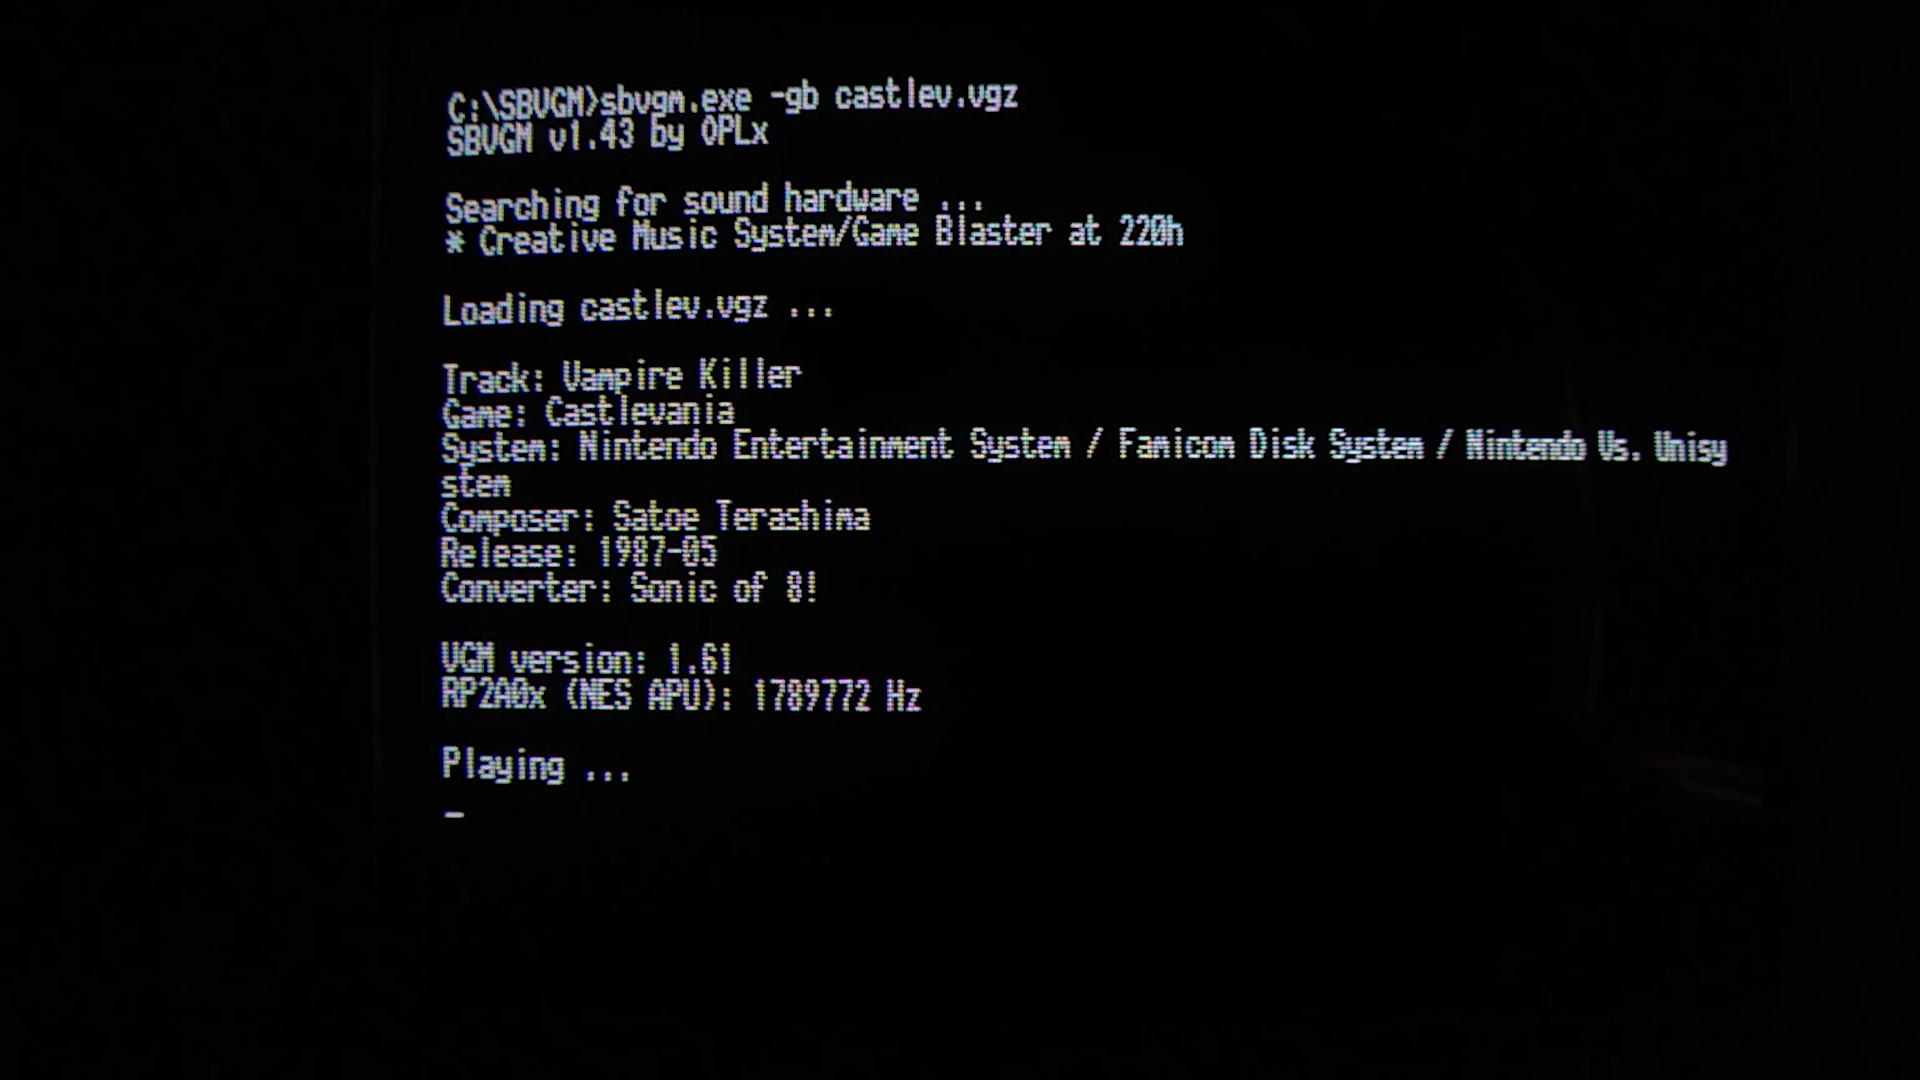 C:\SBVGM>sbvgm.exe -gb castlev.vgz
SBVGM v1.43 by OPLx
Searching for sound hardware ...
* Creative Music System/Game Blaster at 220h
Loading castlev.vgz ...
Track: Vampire Killer
Game: Castlevania
System: Nintendo Entertainment System / Famicom Disk System / Nintendo Vs. Unisy
stem
Composer: Satoe Terashima
Release: 1987-05
Converter: Sonic of 8!
VGM version: 1.61
RP2A0x (NES APU): 1789772 Hz
Playing ...
_